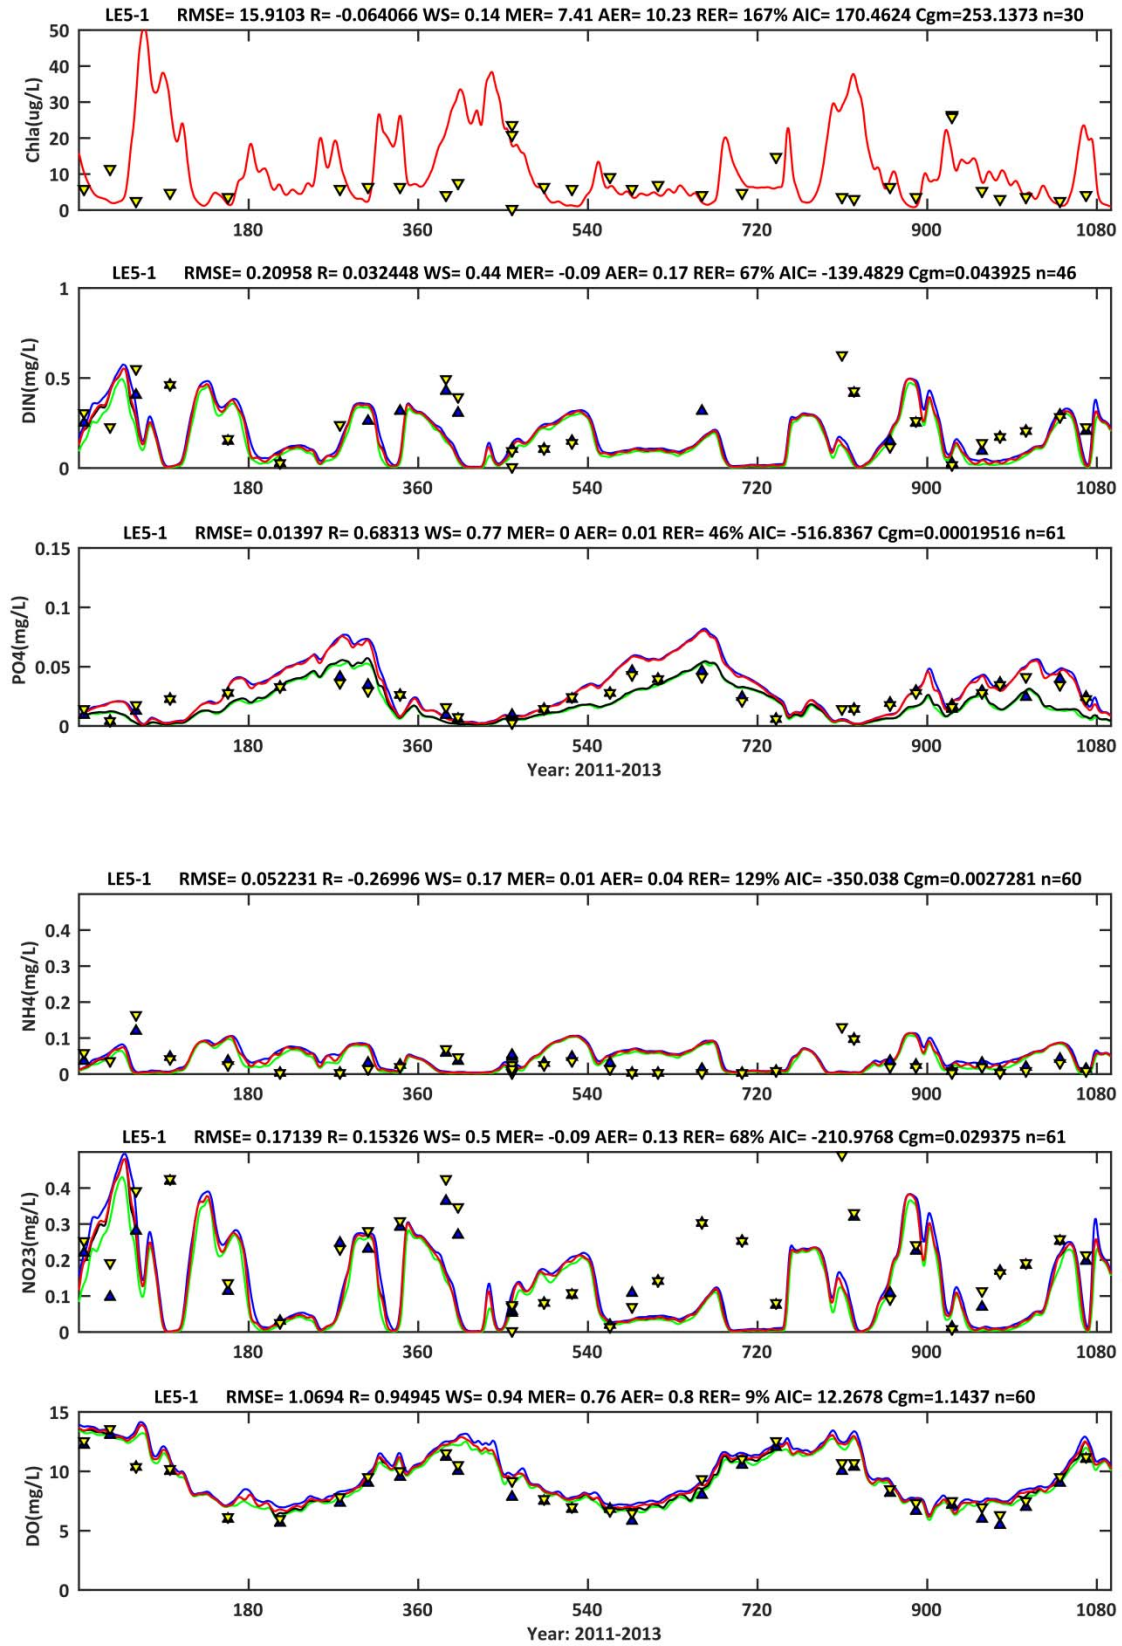 LE5-1 RMSE= 15.9103 R= -0.064066 WS= 0.14 MER= 7.41 AER= 10.23 RER= 167% AIC= 170.4624 Cgm=253.1373 n=30
50
40
30
20
10
0
Chla(ug/L)
180 360 540 720 900 1080
LE5-1 RMSE= 0.20958 R= 0.032448 WS= 0.44 MER= -0.09 AER= 0.17 RER= 67% AIC= -139.4829 Cgm=0.043925 n=46
1
0.5
0
DIN(mg/L)
180 360 540 720 900 1080
LE5-1 RMSE= 0.01397 R= 0.68313 WS= 0.77 MER= 0 AER= 0.01 RER= 46% AIC= -516.8367 Cgm=0.00019516 n=61
0.15
0.1
0.05
0
PO4(mg/L)
180 360 540 720 900 1080
Year: 2011-2013
LE5-1 RMSE= 0.052231 R= -0.26996 WS= 0.17 MER= 0.01 AER= 0.04 RER= 129% AIC= -350.038 Cgm=0.0027281 n=60
0.4
0.3
0.2
0.1
0
NH4(mg/L)
180 360 540 720 900 1080
LE5-1 RMSE= 0.17139 R= 0.15326 WS= 0.5 MER= -0.09 AER= 0.13 RER= 68% AIC= -210.9768 Cgm=0.029375 n=61
0.4
0.3
0.2
0.1
0
NO23(mg/L)
180 360 540 720 900 1080
LE5-1 RMSE= 1.0694 R= 0.94945 WS= 0.94 MER= 0.76 AER= 0.8 RER= 9% AIC= 12.2678 Cgm=1.1437 n=60
15
10
5
0
DO(mg/L)
180 360 540 720 900 1080
Year: 2011-2013